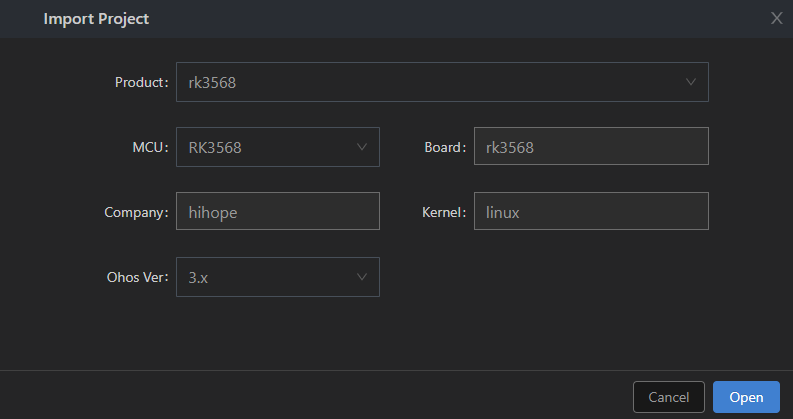 Import Project X
Product: rk3568
MCU: RK3568 Board: rk3568
Company: hihope Kernel: linux
Ohos Ver: 3.x
Cancel Open